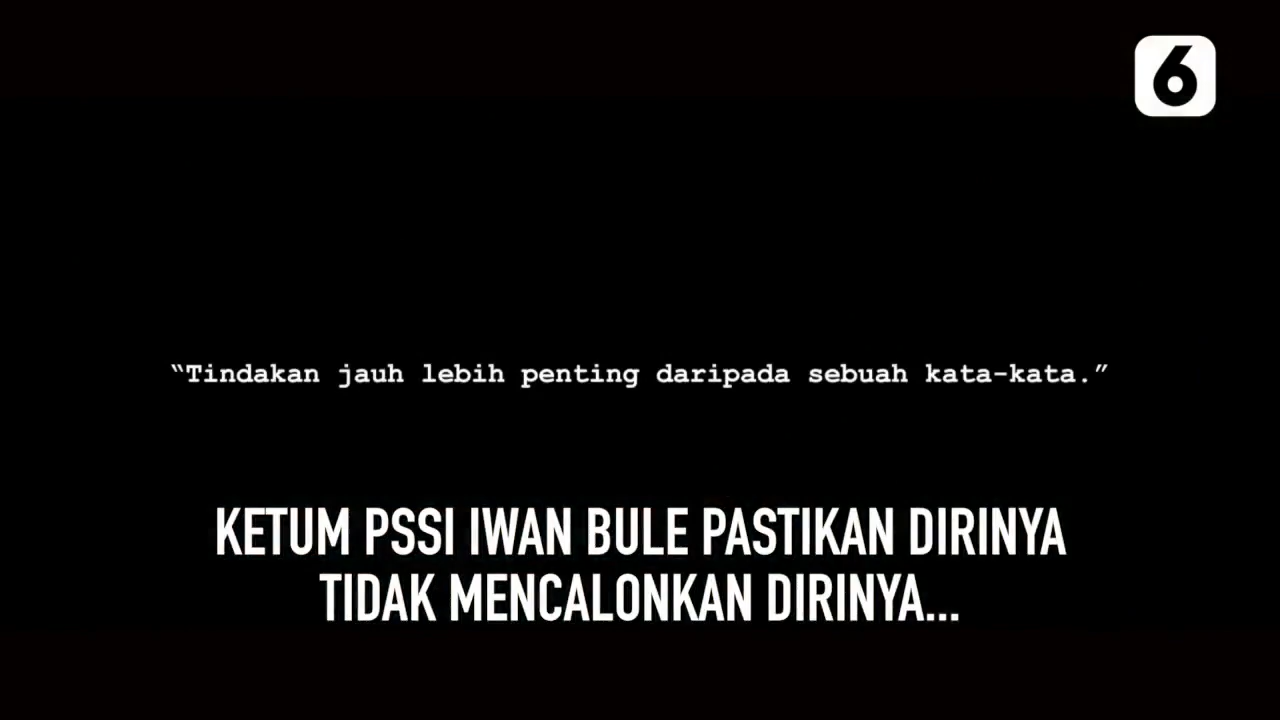 6
“Tindakan jauh lebih penting daripada sebuah kata-kata.”
KETUM PSSI IWAN BULE PASTIKAN DIRINYA
TIDAK MENCALONKAN DIRINYA...